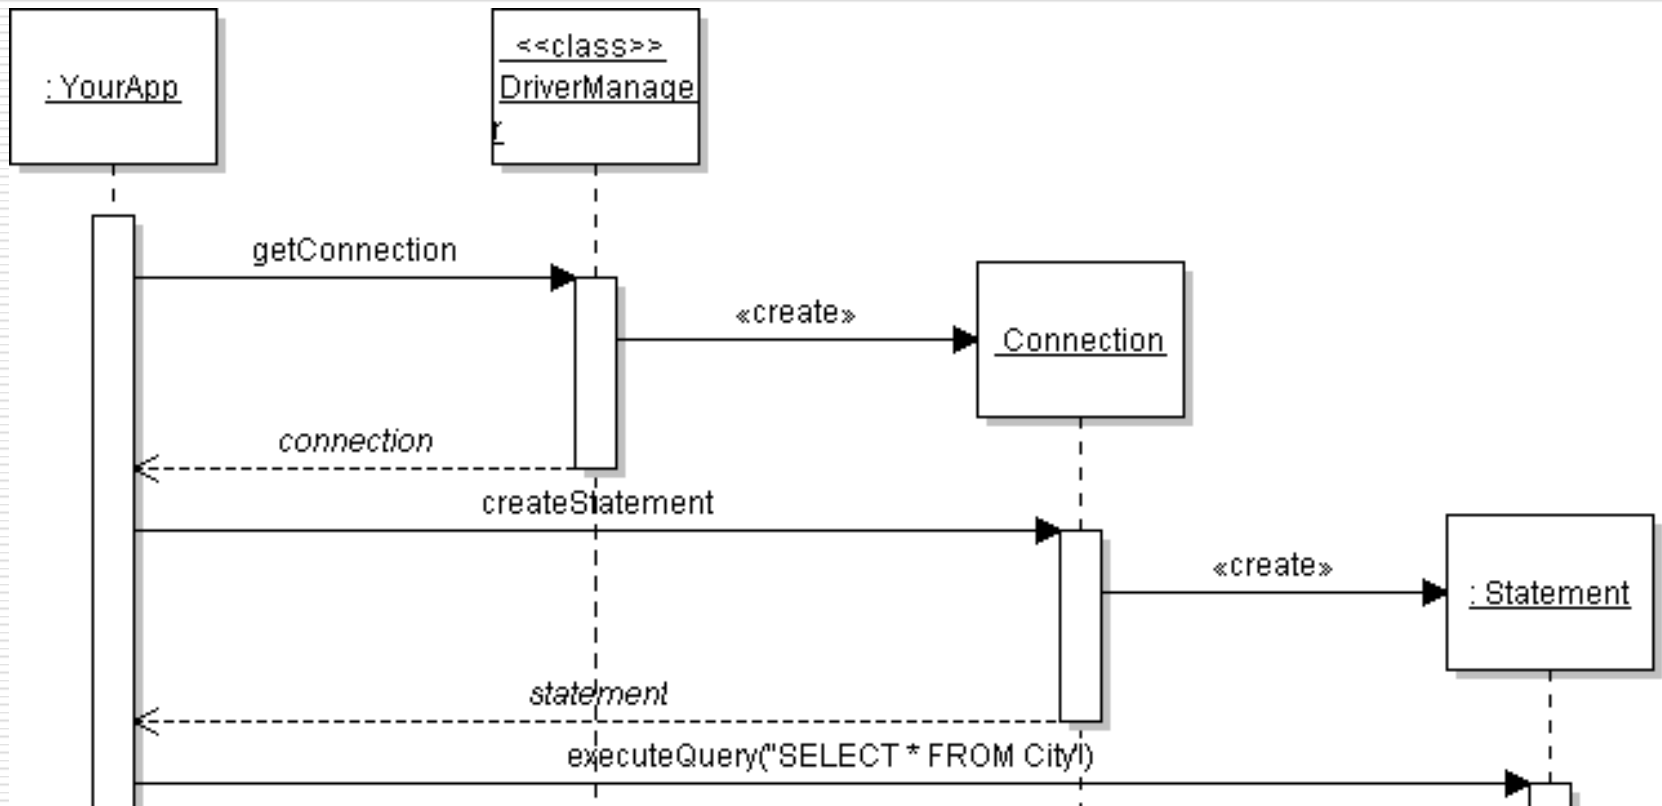 : YourApp
<<class>>
DriverManage
r
getConnection
«create»
Connection
connection
createStatement
«create»
: Statement
statement
executeQuery("SELECT * FROM City")